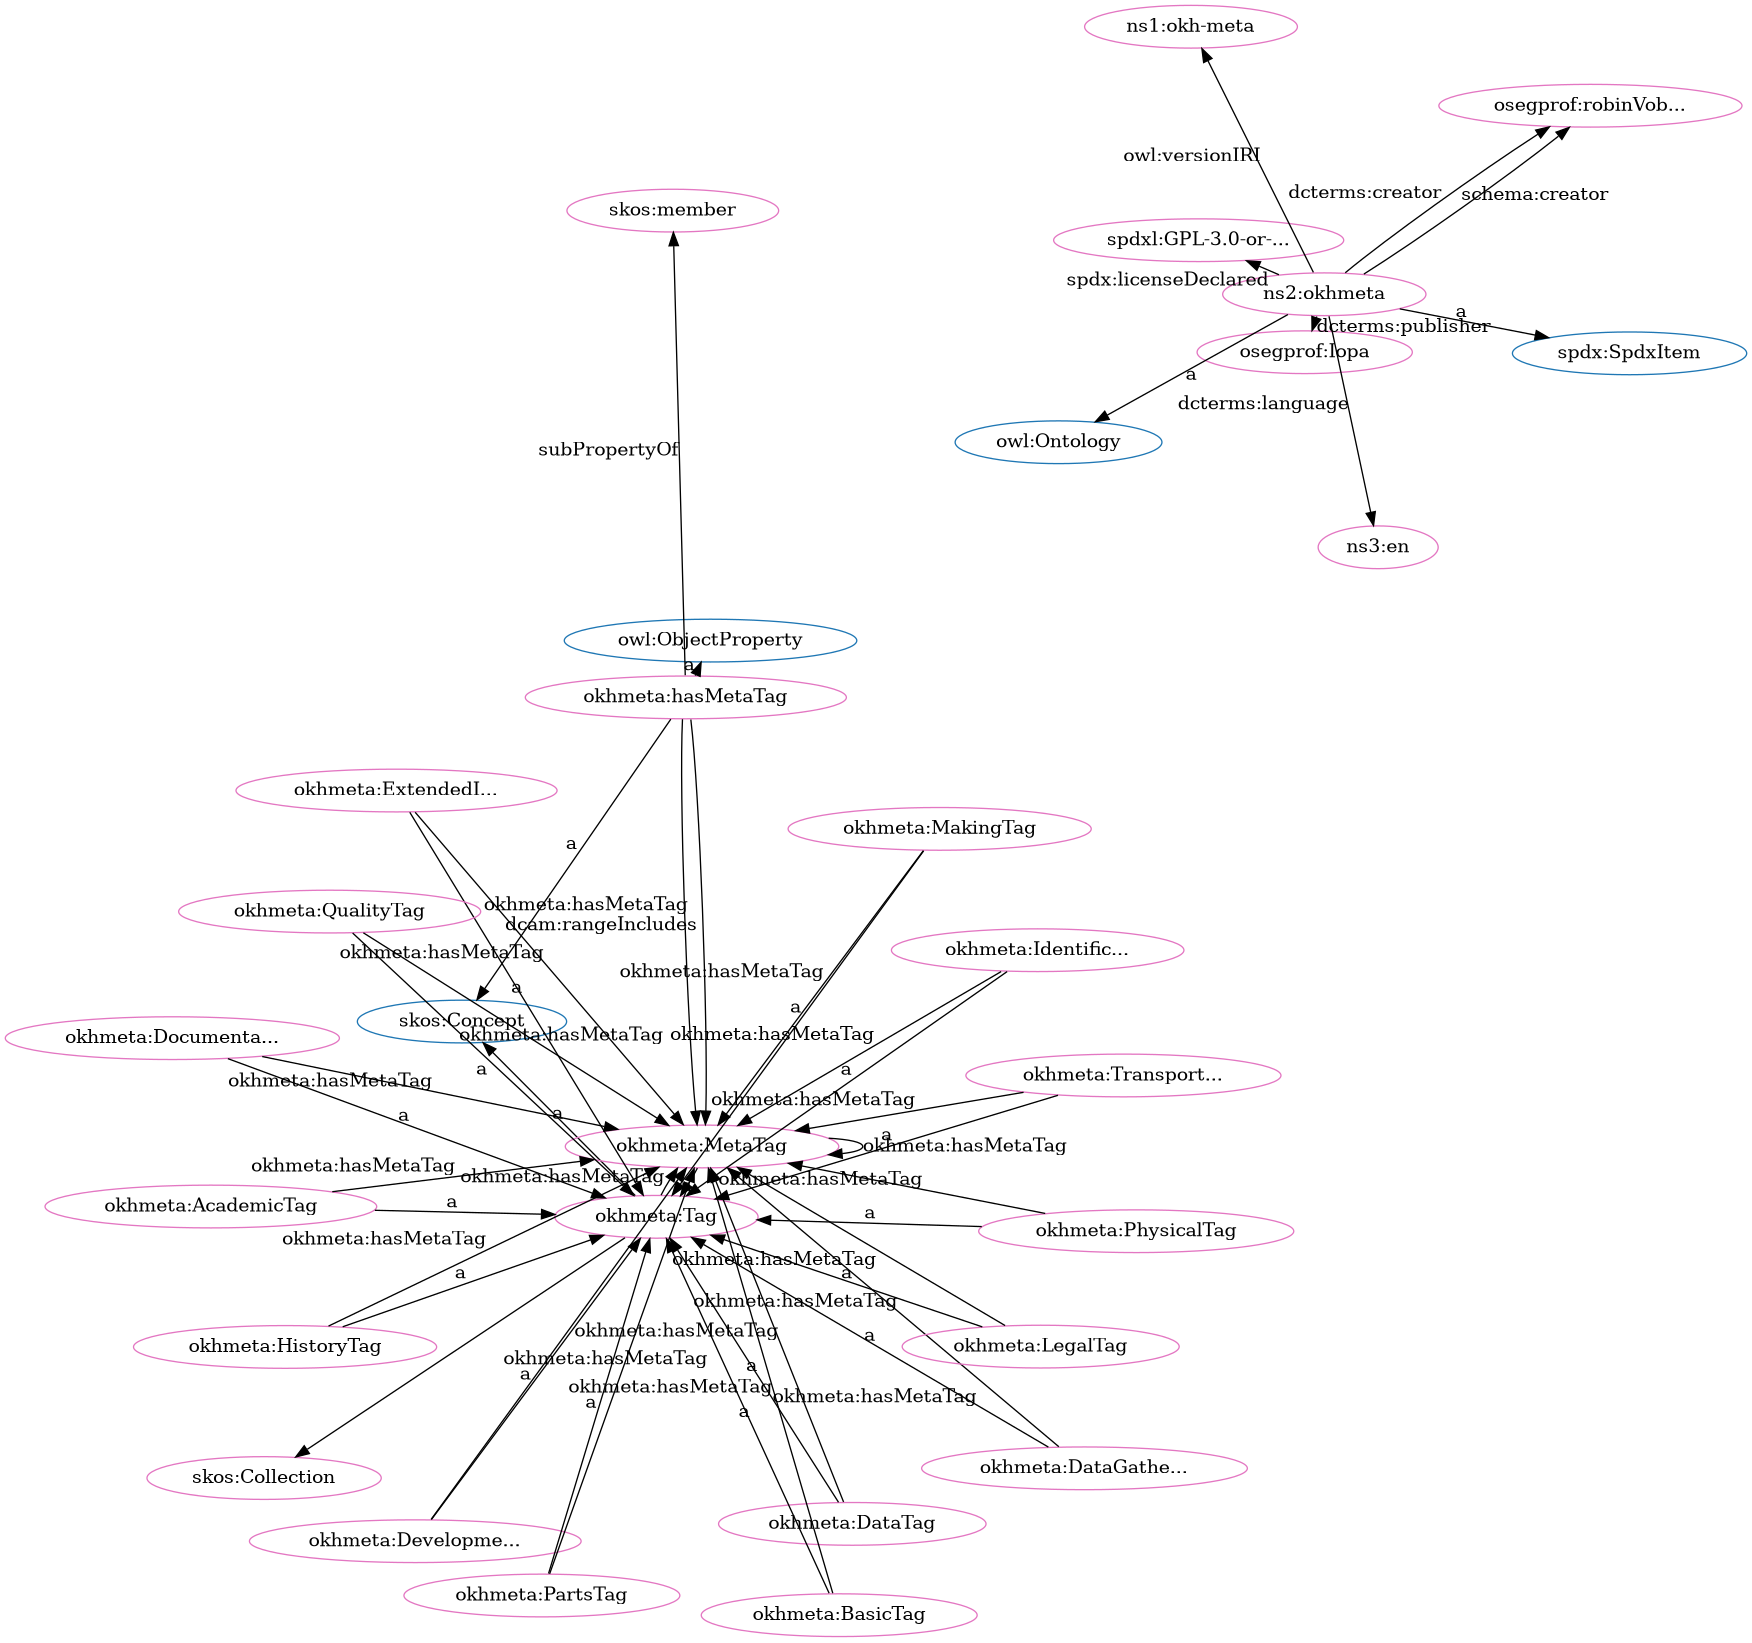 ns1:okh-meta
osegprof:robinVob...
owl:versionIRI
dcterms:creator
schema:creator
skos:member
spdxl:GPL-3.0-or-...
spdx:licenseDeclared
ns2:okhmeta
a
dcterms:publisher
osegprof:Iopa
spdx:SpdxItem
a
dcterms:language
owl:Ontology
subPropertyOf
ns3:en
owl:ObjectProperty
a
okhmeta:hasMetaTag
okhmeta:ExtendedI...
okhmeta:MakingTag
a
okhmeta:QualityTag
okhmeta:hasMetaTag
dcam:rangeIncludes
okhmeta:hasMetaTag
okhmeta:Identific...
okhmeta:hasMetaTag
a
a
skos:Concept
okhmeta:hasMetaTag
okhmeta:hasMetaTag
okhmeta:Documenta...
a
a
okhmeta:Transport...
okhmeta:hasMetaTag
okhmeta:hasMetaTag
a
a
a
okhmeta:MetaTag
okhmeta:hasMetaTag
okhmeta:hasMetaTag
okhmeta:hasMetaTag
okhmeta:hasMetaTag
okhmeta:AcademicTag
a
okhmeta:Tag
a
okhmeta:PhysicalTag
okhmeta:hasMetaTag
okhmeta:hasMetaTag
a
a
okhmeta:hasMetaTag
okhmeta:hasMetaTag
a
okhmeta:HistoryTag
okhmeta:LegalTag
okhmeta:hasMetaTag
a
a
okhmeta:hasMetaTag
okhmeta:hasMetaTag
a
a
skos:Collection
okhmeta:DataGathe...
okhmeta:DataTag
okhmeta:Developme...
okhmeta:PartsTag
okhmeta:BasicTag